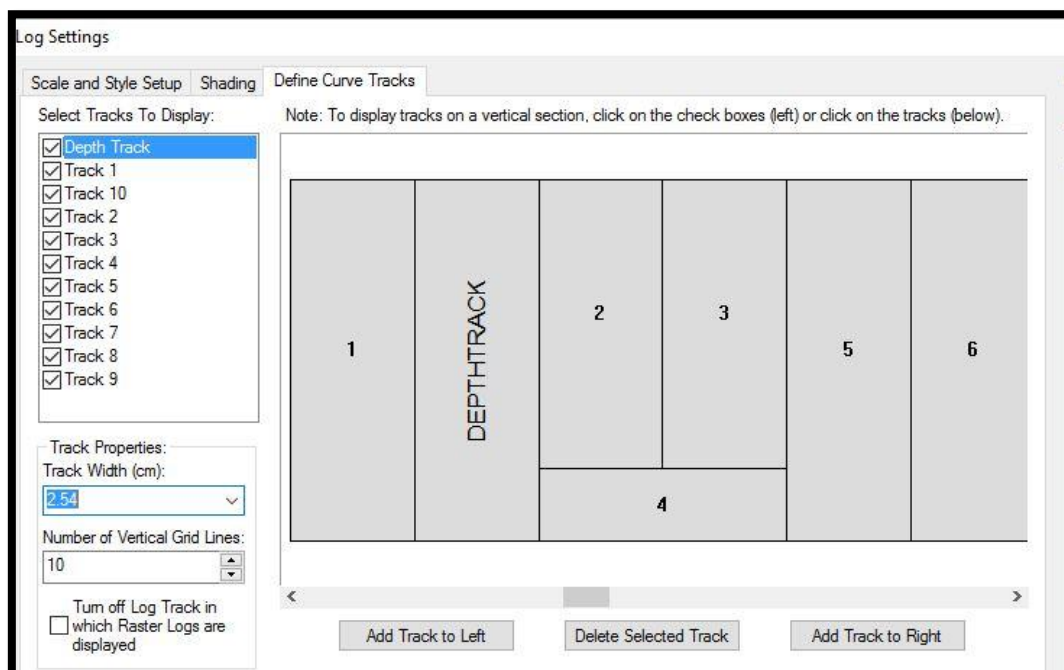 Log Settings
Scale and Style Setup Shading Define Curve Tracks
Select Tracks To Display:
Note: To display tracks on a vertical section, click on the check boxes (left) or click on the tracks (below).
Depth Track
Track 1
Track 10
Track 2
Track 3
Track 4
Track 5
Track 6
Track 7
Track 8
Track 9
Track Properties:
Track Width (cm):
2.54
Number of Vertical Grid Lines:
10
Turn off Log Track in
which Raster Logs are
displayed
1
DEPTHTRACK
2
3
4
5
6
Add Track to Left
Delete Selected Track
Add Track to Right